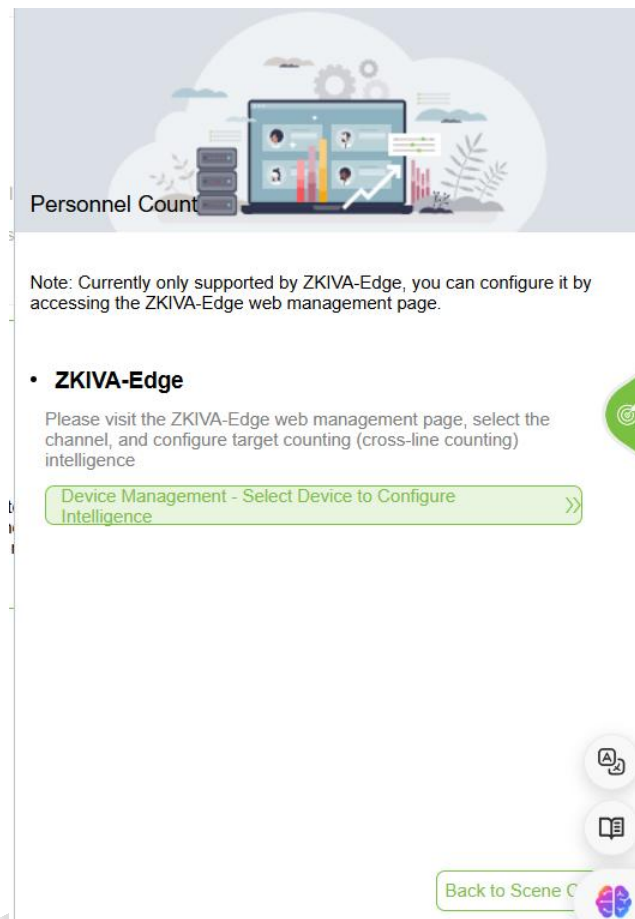 Personnel Count
Note: Currently only supported by ZKIVA-Edge, you can configure it by
accessing the ZKIVA-Edge web management page.
• ZKIVA-Edge
Please visit the ZKIVA-Edge web management page, select the
channel, and configure target counting (cross-line counting)
intelligence
Device Management - Select Device to Configure
Intelligence
Back to Scene